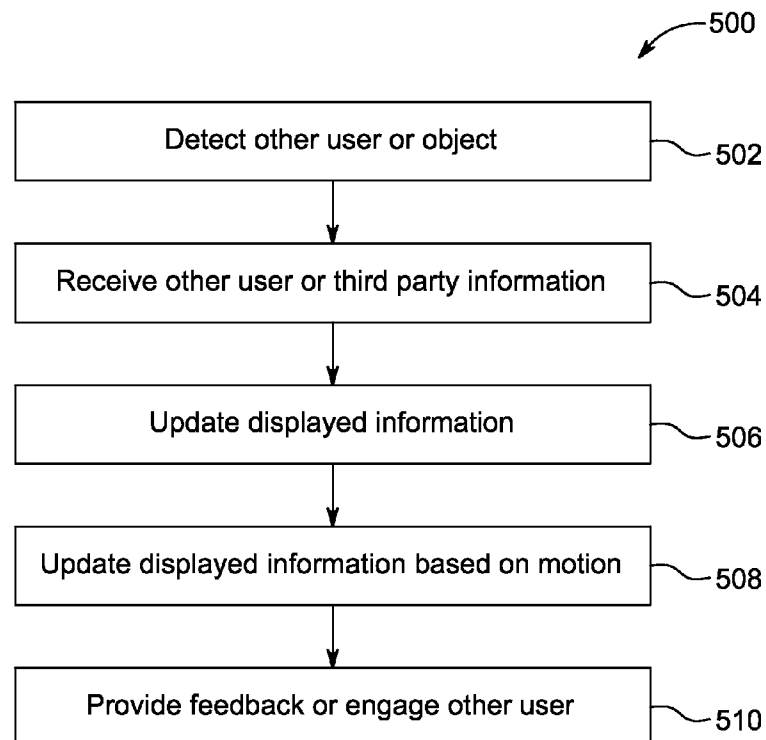 500
Detect other user or object
502
Receive other user or third party information
504
Update displayed information
506
Update displayed information based on motion
508
Provide feedback or engage other user
510